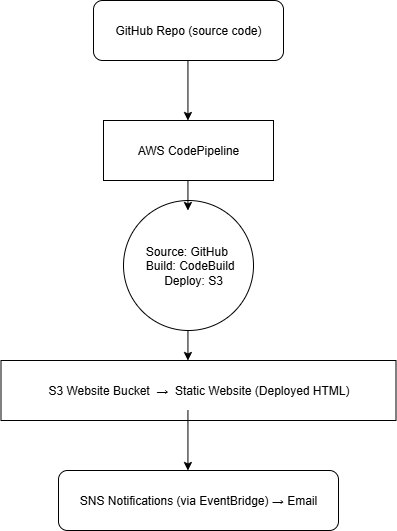 GitHub Repo (source code)
AWS CodePipeline
Source: GitHub
Build: CodeBuild
Deploy: S3
S3 Website Bucket → Static Website (Deployed HTML)
SNS Notifications (via EventBridge) → Email